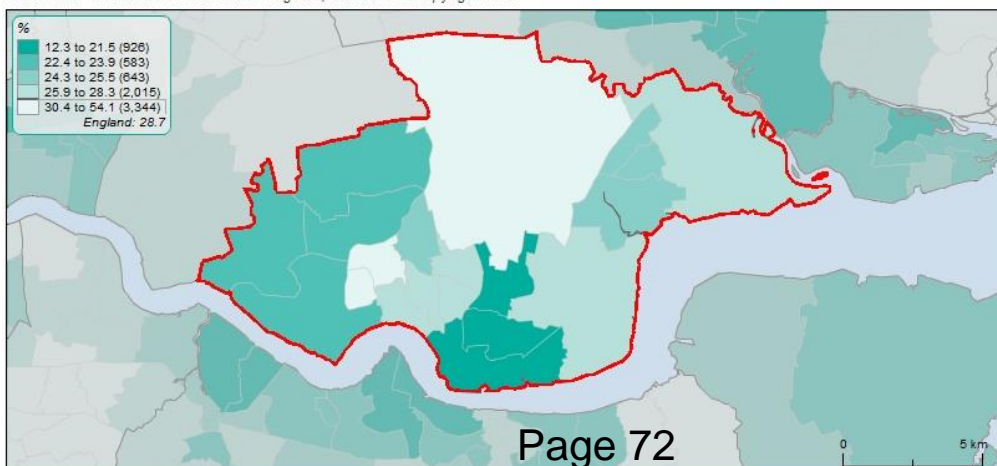 %
12.3 to 21.5 (926)
22.4 to 23.9 (583)
24.3 to 25.5 (643)
25.9 to 28.3 (2,015)
30.4 to 54.1 (3,344)
England: 28.7
Page 72
0 5 km